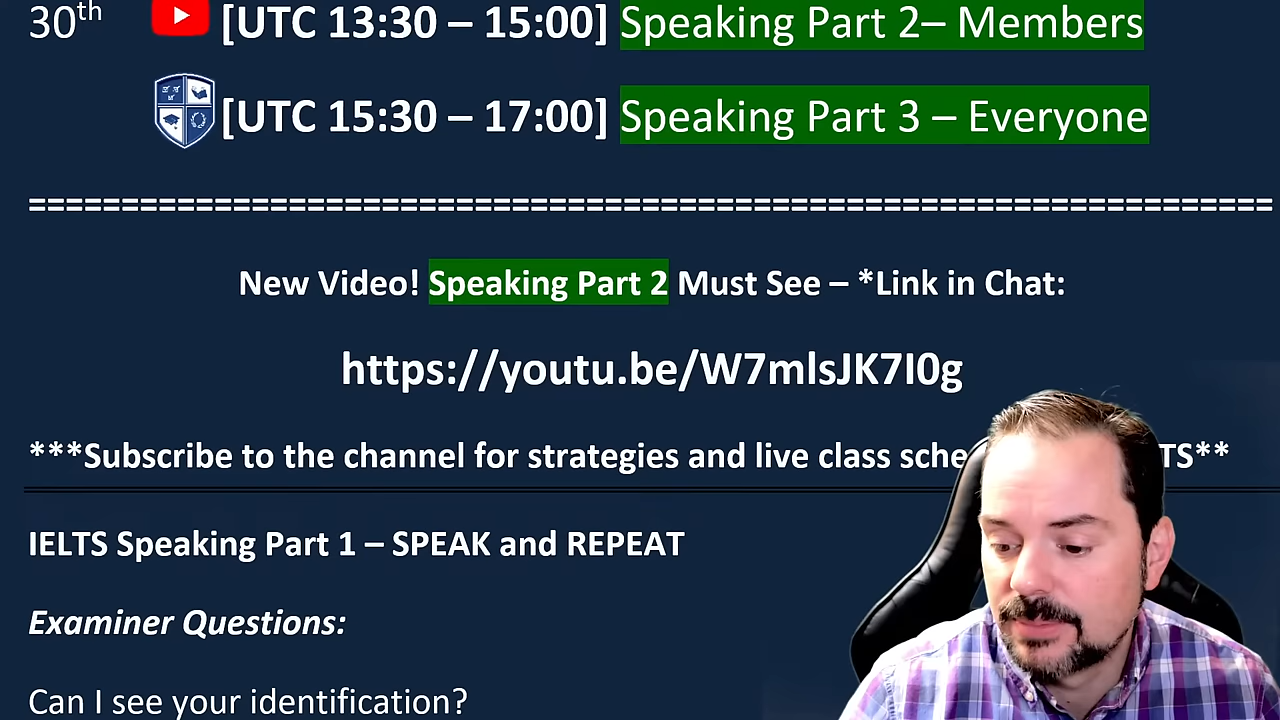 30th [UTC 13:30 – 15:00] Speaking Part 2– Members
[UTC 15:30 – 17:00] Speaking Part 3 – Everyone
===================================================================
New Video! Speaking Part 2 Must See – *Link in Chat:
https://youtu.be/W7mlsJK7I0g
***Subscribe to the channel for strategies and live class sche TS**
IELTS Speaking Part 1 – SPEAK and REPEAT
Examiner Questions:
Can I see your identification?